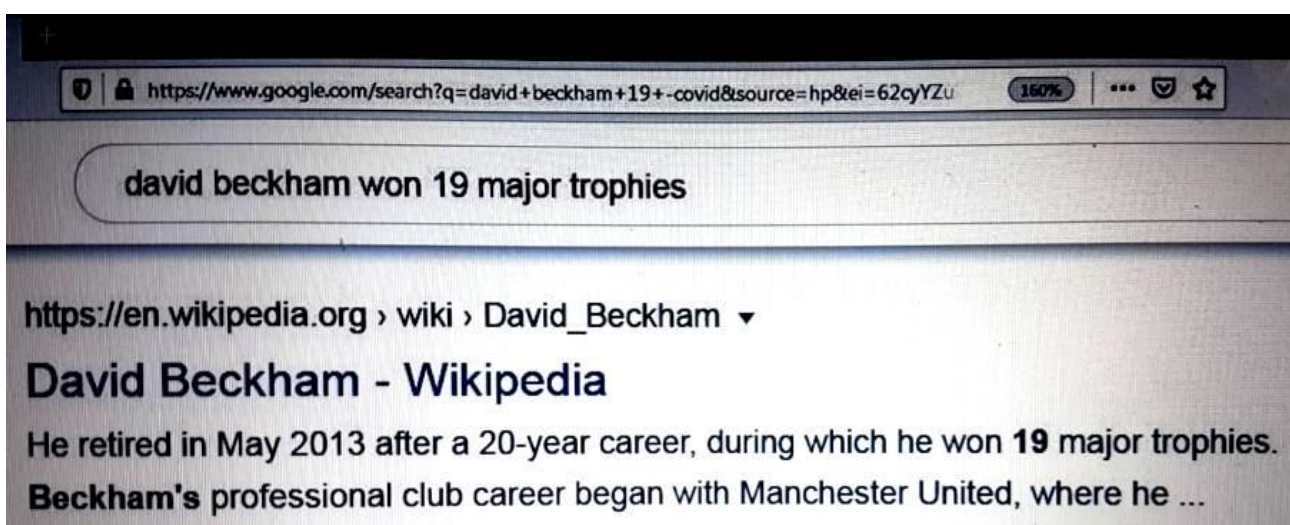 https://www.google.com/search?q=david+beckham+19+-covid&source=hp&ei=62cyYZu 160%
david beckham won 19 major trophies
https://en.wikipedia.org › wiki › David_Beckham
David Beckham - Wikipedia
He retired in May 2013 after a 20-year career, during which he won 19 major trophies.
Beckham's professional club career began with Manchester United, where he ...